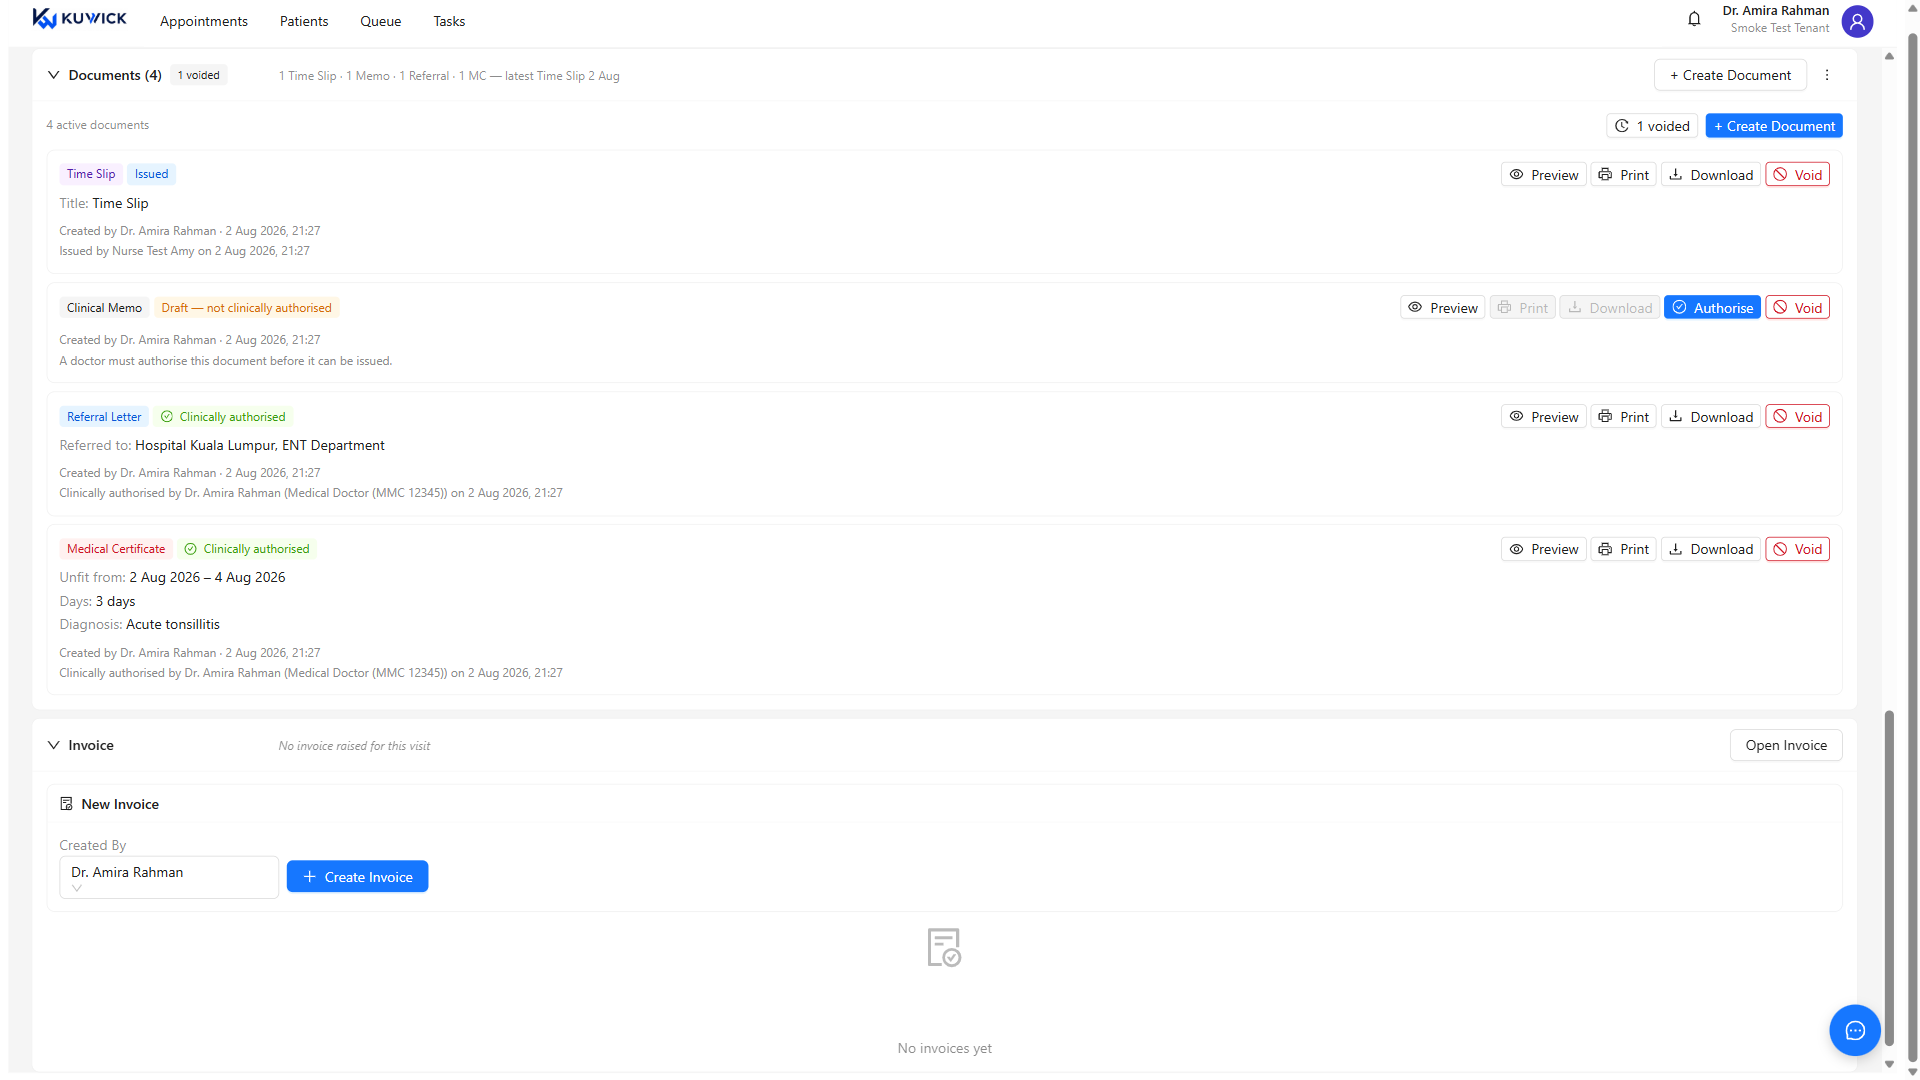 KUWICK
Appointments Patients Queue Tasks
Dr. Amira Rahman
Smoke Test Tenant
Documents (4) 1 voided 1 Time Slip · 1 Memo · 1 Referral · 1 MC — latest Time Slip 2 Aug + Create Document
4 active documents 1 voided + Create Document
Time Slip Issued Preview Print Download Void
Title: Time Slip
Created by Dr. Amira Rahman · 2 Aug 2026, 21:27
Issued by Nurse Test Amy on 2 Aug 2026, 21:27
Clinical Memo Draft — not clinically authorised Preview Print Download Authorise Void
Created by Dr. Amira Rahman · 2 Aug 2026, 21:27
A doctor must authorise this document before it can be issued.
Referral Letter Clinically authorised Preview Print Download Void
Referred to: Hospital Kuala Lumpur, ENT Department
Created by Dr. Amira Rahman · 2 Aug 2026, 21:27
Clinically authorised by Dr. Amira Rahman (Medical Doctor (MMC 12345)) on 2 Aug 2026, 21:27
Medical Certificate Clinically authorised Preview Print Download Void
Unfit from: 2 Aug 2026 – 4 Aug 2026
Days: 3 days
Diagnosis: Acute tonsillitis
Created by Dr. Amira Rahman · 2 Aug 2026, 21:27
Clinically authorised by Dr. Amira Rahman (Medical Doctor (MMC 12345)) on 2 Aug 2026, 21:27
Invoice No invoice raised for this visit Open Invoice
New Invoice
Created By
Dr. Amira Rahman
+ Create Invoice
No invoices yet